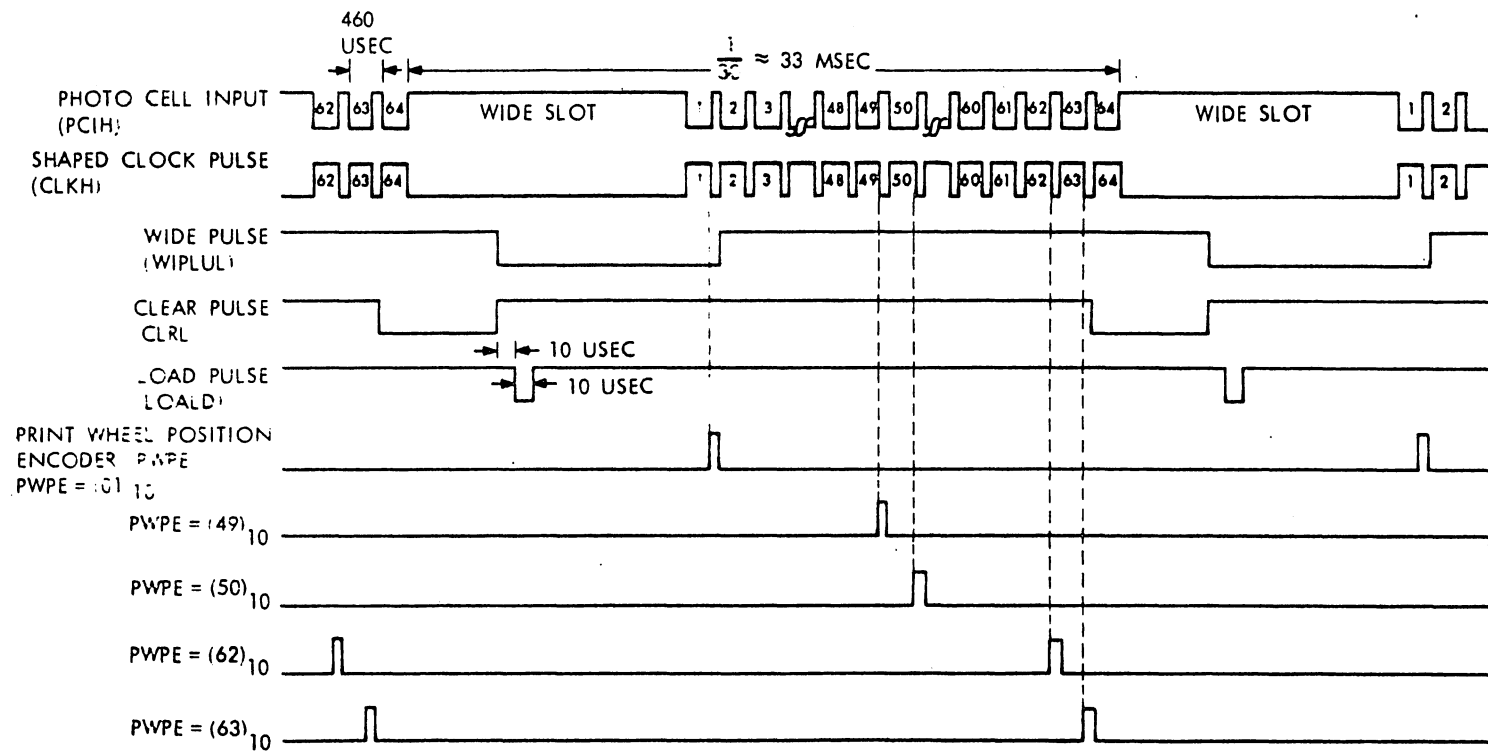 460
USEC
1
≈ 33 MSEC
PHOTO CELL INPUT
(PCIH)
62 63 64 WIDE SLOT 1 2 3 48 49 50 60 61 62 63 64 WIDE SLOT 1 2
SHAPED CLOCK PULSE
(CLKH)
62 63 64 1 2 3 48 49 50 60 61 62 63 64 1 2
WIDE PULSE
(WIPLUL)
CLEAR PULSE
CLRL
10 USEC
LOAD PULSE
LOALD)
10 USEC
PRINT WHEEL POSITION
ENCODER PWPE
PWPE =
PWPE = (49)10
PWPE = (50)10
PWPE = (62)10
PWPE = (63)10